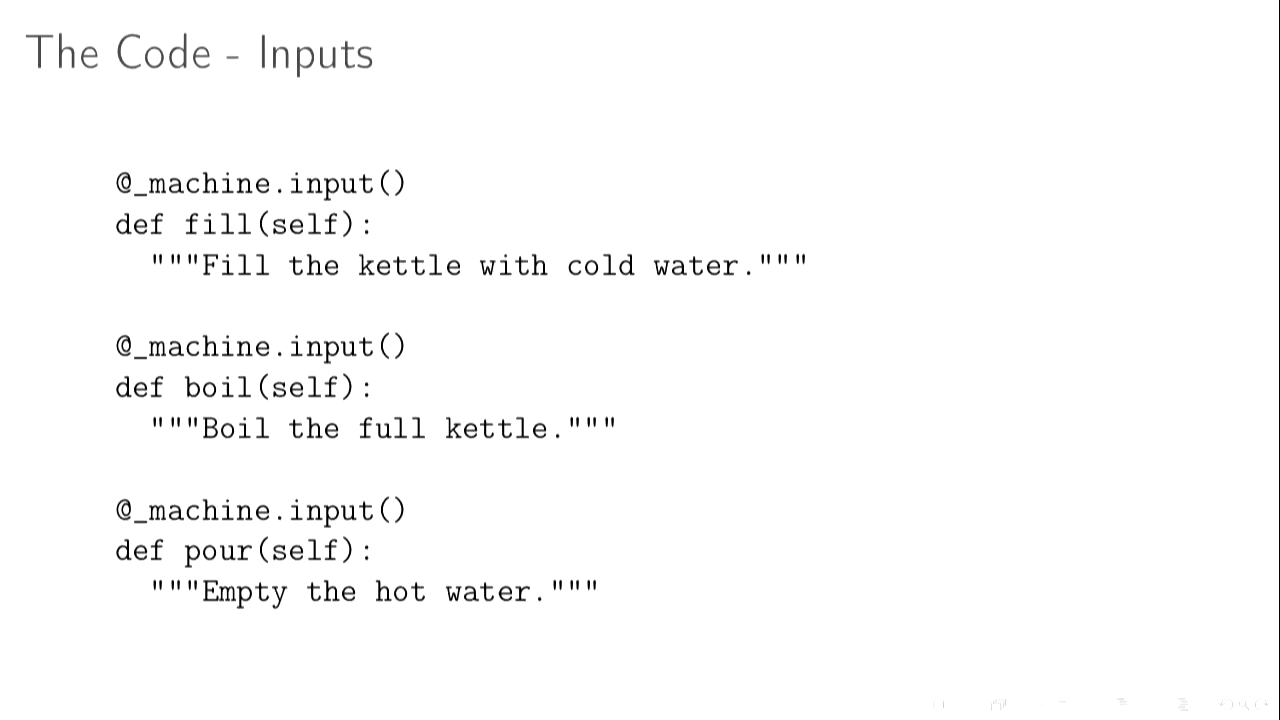 The Code - Inputs
@_machine.input()
def fill(self):
"""Fill the kettle with cold water."""
@_machine.input()
def boil(self):
"""Boil the full kettle."""
@_machine.input()
def pour(self):
"""Empty the hot water."""